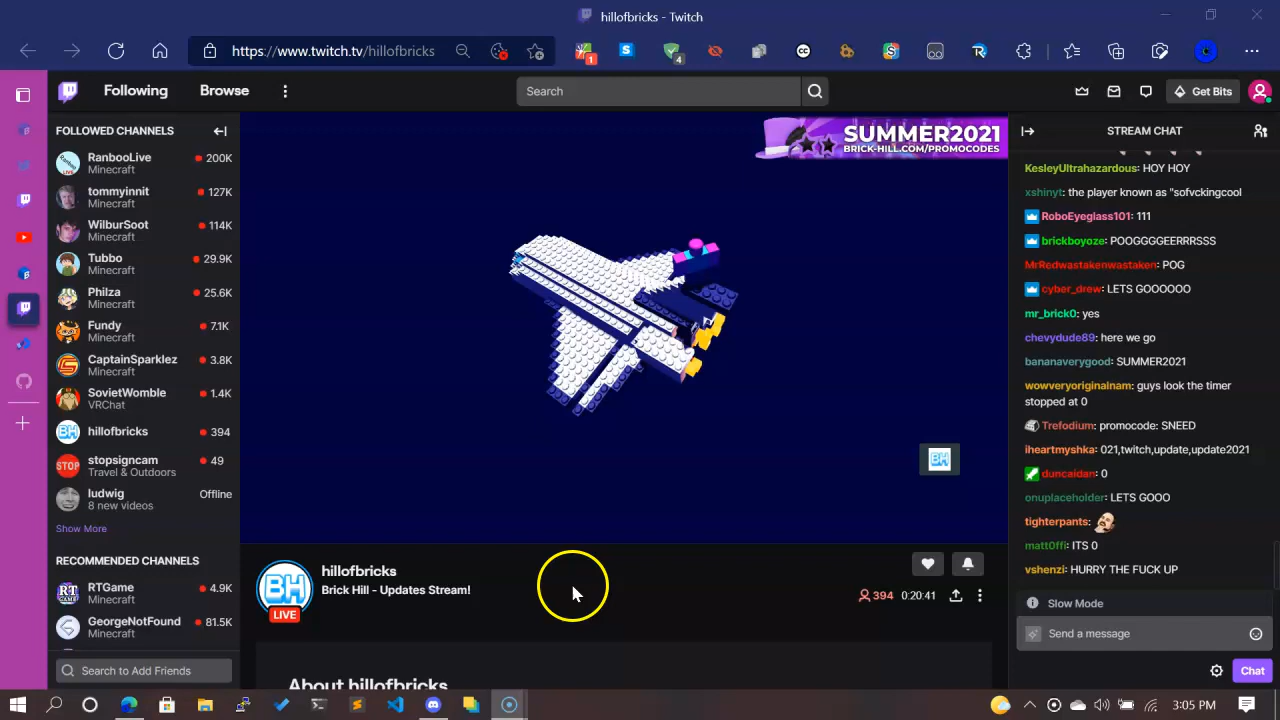 hillofbricks - Twitch
https://www.twitch.tv/hillofbricks
1
4
Following
Browse
Search
Get Bits
FOLLOWED CHANNELS
RanbooLive
200K
Minecraft
tommyinnit
127K
Minecraft
WilburSoot
114K
Minecraft
Tubbo
29.9K
Minecraft
Philza
25.6K
Minecraft
Fundy
7.1K
Minecraft
CaptainSparklez
3.8K
Minecraft
SovietWomble
1.4K
VRChat
hillofbricks
394
stopsigncam
49
Travel & Outdoors
ludwig
Offline
8 new videos
Show More
RECOMMENDED CHANNELS
RTGame
4.9K
Minecraft
GeorgeNotFound
81.5K
Minecraft
Search to Add Friends
SUMMER2021
BRICK-HILL.COM/PROMOCODES
BH
BH
LIVE
hillofbricks
Brick Hill - Updates Stream!
394
0:20:41
About hillofbricks
STREAM CHAT
KesleyUltrahazardous: HOY HOY
xshinyt: the player known as "sofvckingcool
RoboEyeglass101: 111
brickboyoze: POOGGGGEERRRSSS
MrRedwastakenwastaken: POG
cyber_drew: LETS GOOOOOO
mr_brick0: yes
chevydude89: here we go
bananaverygood: SUMMER2021
wowveryoriginalnam: guys look the timer
stopped at 0
Trefodium: promocode: SNEED
iheartmyshka: 021,twitch,update,update2021
duncaidan: 0
onuplaceholder: LETS GOOO
tighterpants:
matt0ffi: ITS 0
vshenzi: HURRY THE FUCK UP
Slow Mode
Send a message
Chat
3:05 PM